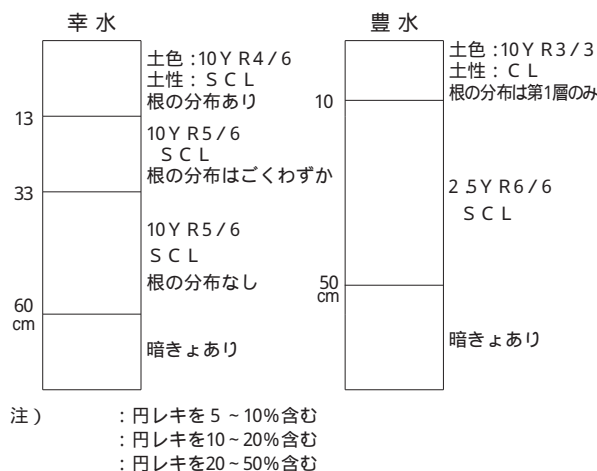 幸水
土色：10YR4/6
土性：SCL
根の分布あり
13
10YR5/6
SCL
根の分布はごくわずか
33
10YR5/6
SCL
根の分布なし
60
cm
暗きょあり
豊水
土色：10YR3/3
土性：CL
根の分布は第1層のみ
10
2.5YR6/6
SCL
50
cm
暗きょあり
注）　：円レキを5～10%含む
：円レキを10～20%含む
：円レキを20～50%含む